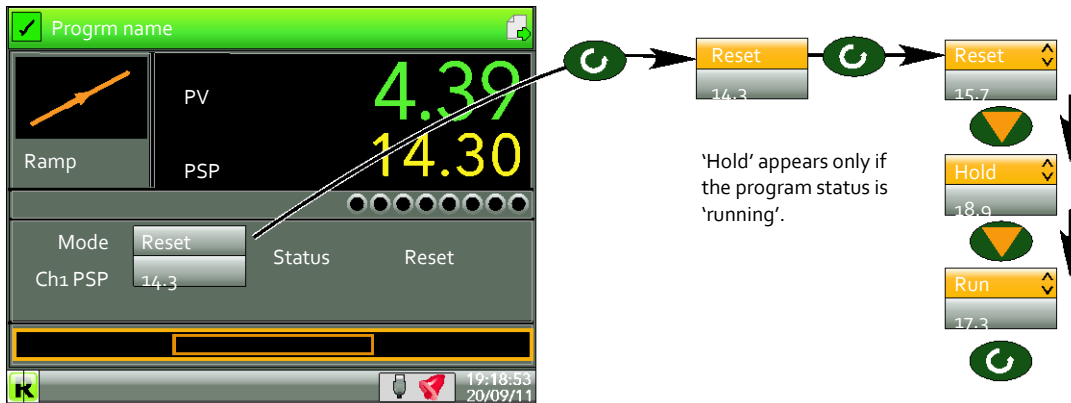 Progrm name
PV
4.39
Ramp
PSP
14.30
Mode
Reset
Status
Reset
Ch1 PSP
14.3
19:18:53
20/09/11
Reset
14.3
'Hold' appears only if
the program status is
'running'.
Reset
15.7
Hold
18.9
Run
17.3